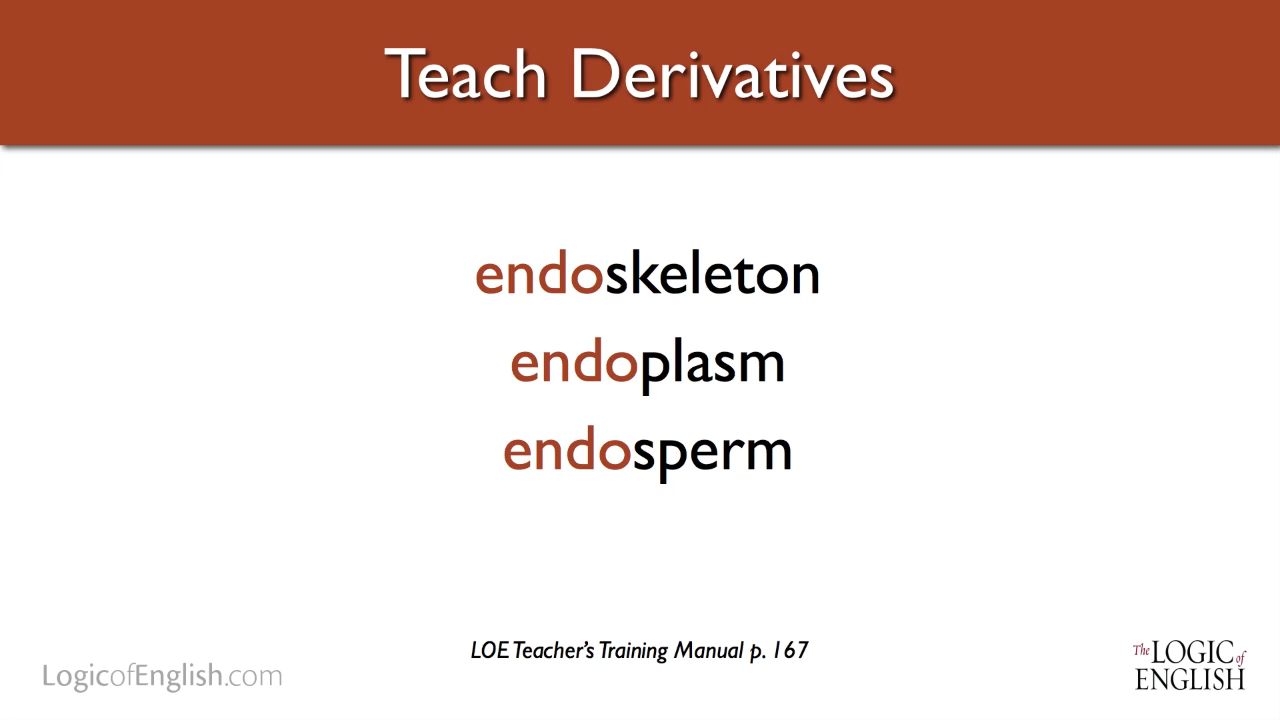 Teach Derivatives
endoskeleton
endoplasm
endosperm
LOE Teacher's Training Manual p. 167
LogicofEnglish.com
The LOGIC of
ENGLISH